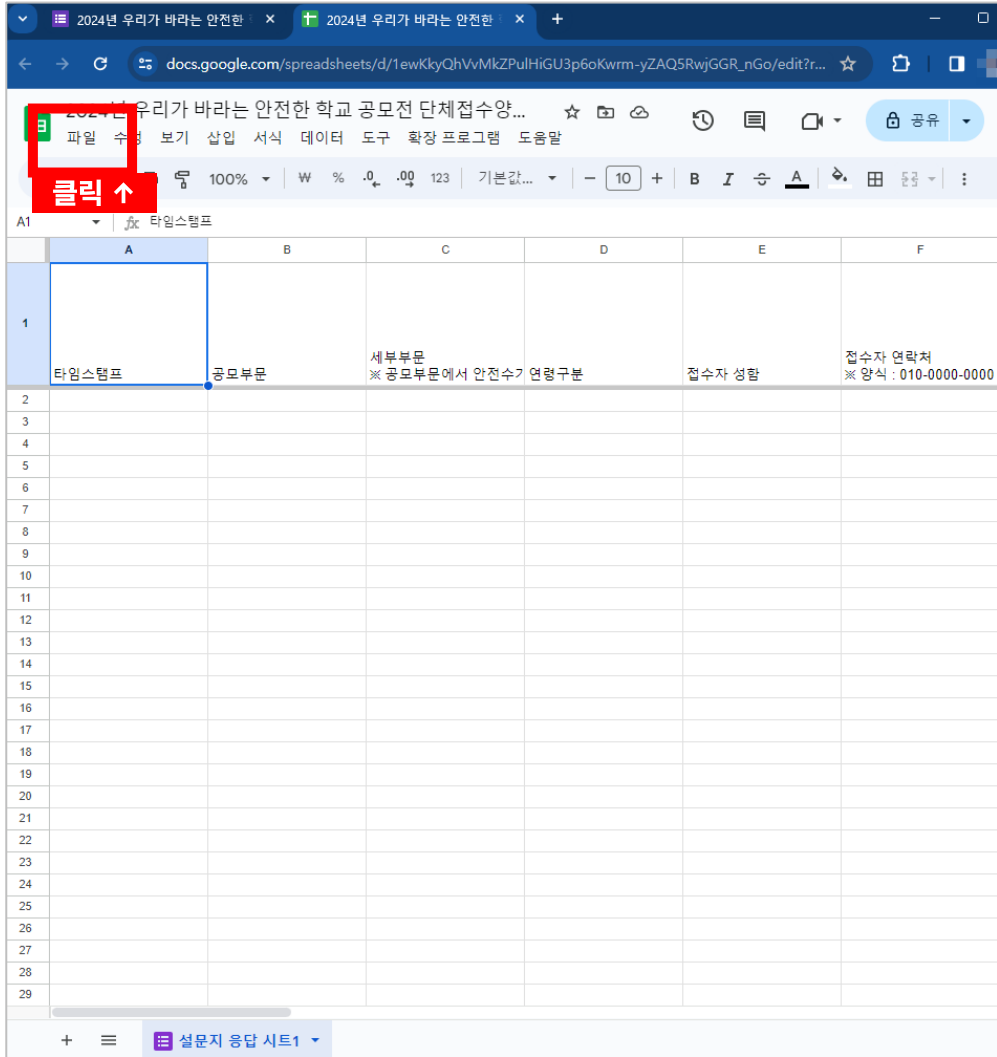 2024년 우리가 바라는 안전한
2024년 우리가 바라는 안전한
docs.google.com/spreadsheets/d/1ewKkyQhVvMkZPulHiGU3p6oKwrm-yZAQ5RwjGGR_nGo/edit?r...
2024년 우리가 바라는 안전한 학교 공모전 단체접수양...
파일 수정 보기 삽입 서식 데이터 도구 확장 프로그램 도움말
공유
클릭 ↑
100% ₩ % .0 .00 123 기본값... − 10 + B I A
A1 fx 타임스탬프
A B C D E F
1
타임스탬프
공모부문
세부부문
※ 공모부문에서 안전수기
연령구분
접수자 성함
접수자 연락처
※ 양식 : 010-0000-0000
2
3
4
5
6
7
8
9
10
11
12
13
14
15
16
17
18
19
20
21
22
23
24
25
26
27
28
29
설문지 응답 시트1